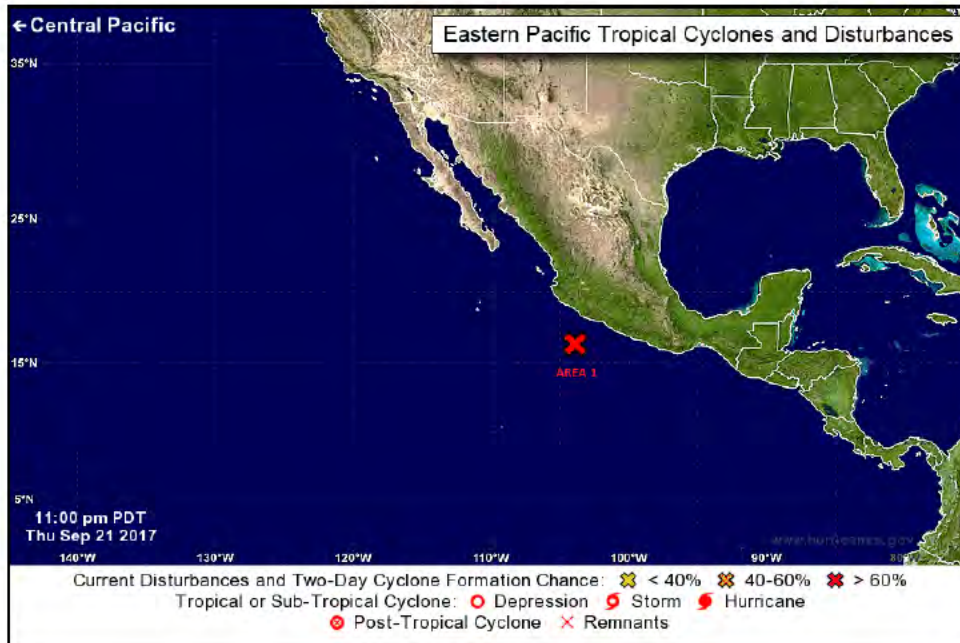 ← Central Pacific
Eastern Pacific Tropical Cyclones and Disturbances
35°N
25°N
15°N
AREA 1
5°N
11:00 pm PDT
Thu Sep 21 2017
www.hurricanes.gov
140°W 130°W 120°W 110°W 100°W 90°W 80°W
Current Disturbances and Two-Day Cyclone Formation Chance: < 40% 40-60% > 60%
Tropical or Sub-Tropical Cyclone: Depression Storm Hurricane
Post-Tropical Cyclone Remnants